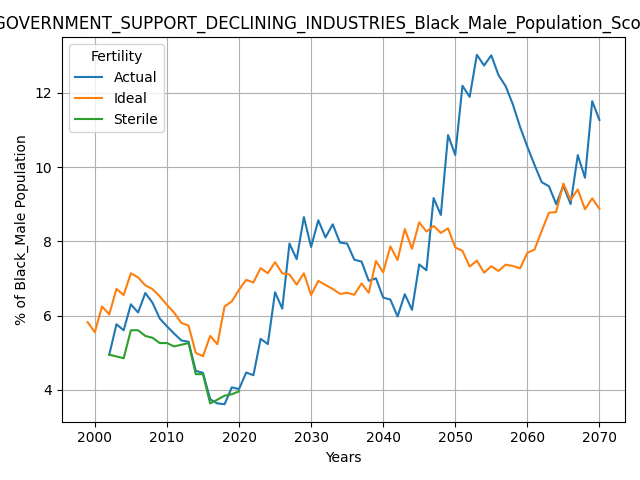 GOVERNMENT_SUPPORT_DECLINING_INDUSTRIES_Black_Male_Population_Sco
Fertility
Actual
Ideal
Sterile
% of Black_Male Population
12
10
8
6
4
2000 2010 2020 2030 2040 2050 2060 2070
Years